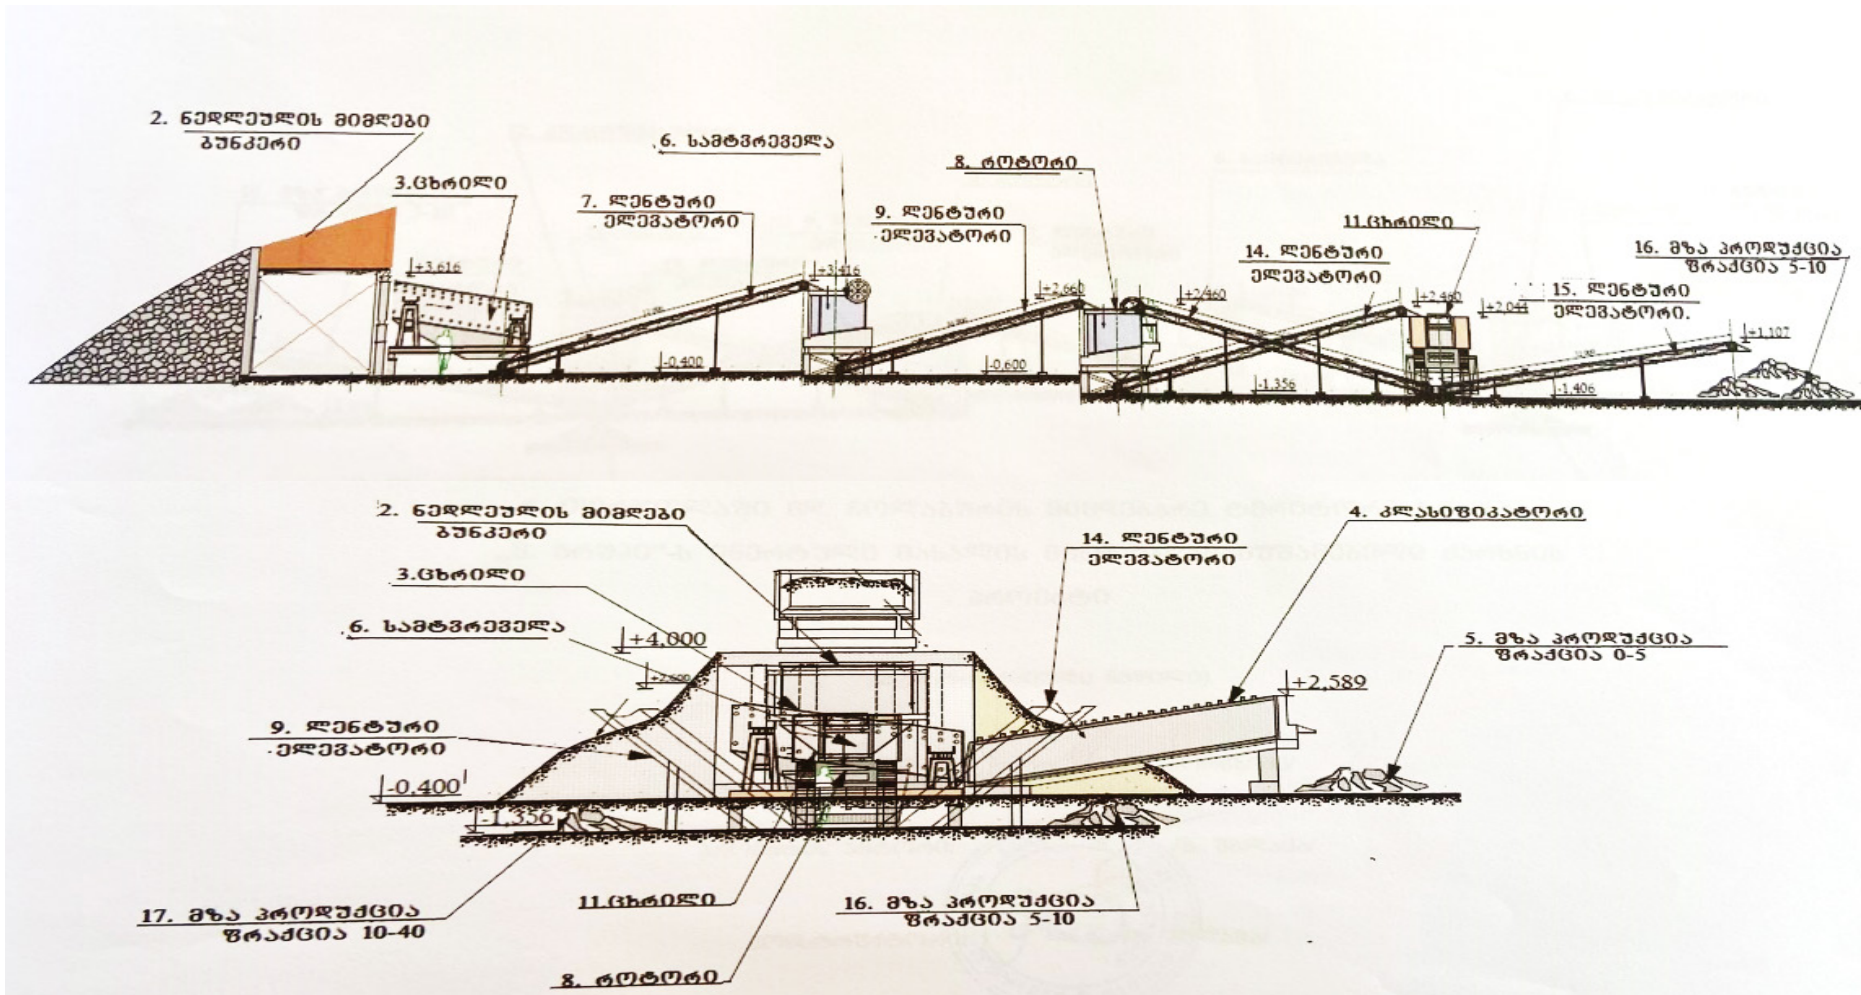 2. ნედლეულის მიმღები
ბუნკერი
3.ცხრილი
+3,616
7. ლენტური
ელევატორი
6. სამტვრეველა
+3,416
9. ლენტური
ელევატორი
8. როტორი
+2,660
+2,460
14. ლენტური
ელევატორი
11.ცხრილი
+2,460
+2,044
15. ლენტური
ელევატორი.
16. მზა პროდუქცია
ფრაქცია 5-10
+1,107
-0,400
-0,600
-1,356
-1,406
2. ნედლეულის მიმღები
ბუნკერი
3.ცხრილი
6. სამტვრეველა
+4,000
+2,600
9. ლენტური
ელევატორი
-0,400
-1,356
14. ლენტური
ელევატორი
4. კლასიფიკატორი
5. მზა პროდუქცია
ფრაქცია 0-5
+2,589
17. მზა პროდუქცია
ფრაქცია 10-40
11.ცხრილი
16. მზა პროდუქცია
ფრაქცია 5-10
8. როტორი